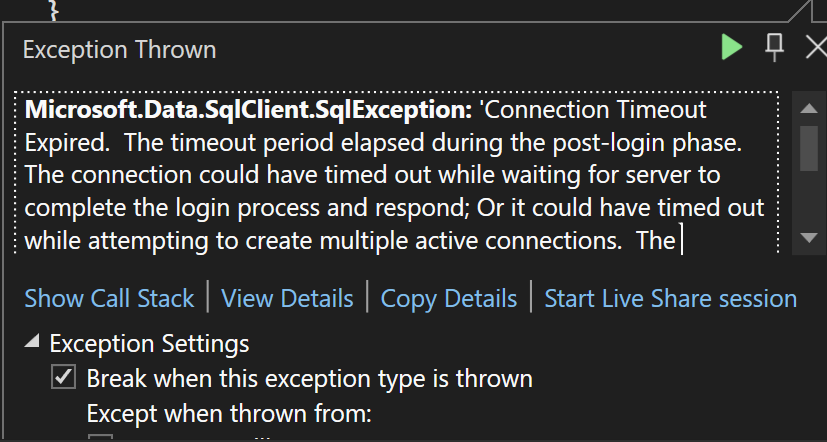 }
Exception Thrown
Microsoft.Data.SqlClient.SqlException: 'Connection Timeout
Expired.  The timeout period elapsed during the post-login phase.
The connection could have timed out while waiting for server to
complete the login process and respond; Or it could have timed out
while attempting to create multiple active connections.  The
Show Call Stack | View Details | Copy Details | Start Live Share session
Exception Settings
Break when this exception type is thrown
Except when thrown from: